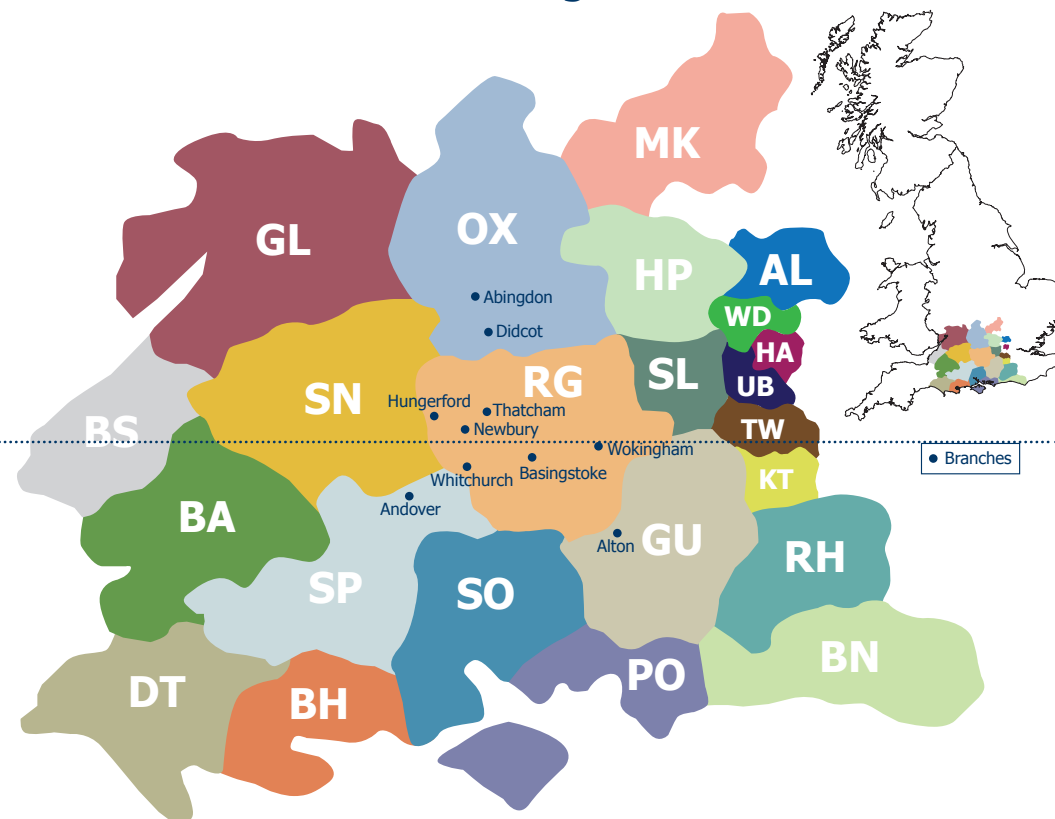 g
MK
OX
GL
HP
AL
Abingdon
WD
Didcot
HA
SL
RG
UB
SN
Hungerford
Thatcham
Newbury
TW
BS
Wokingham
Branches
Basingstoke
Whitchurch
KT
Andover
BA
Alton
GU
RH
SP
SO
BN
PO
DT
BH